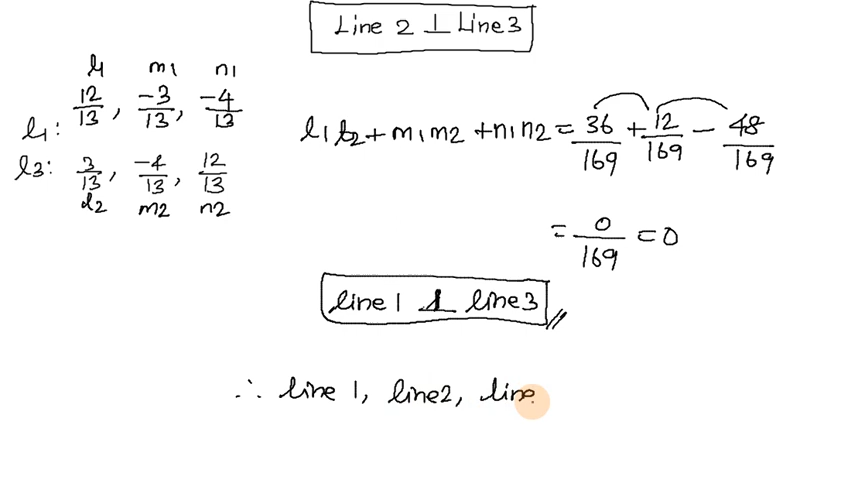 Line 2 ⊥ Line 3
l1 m1 n1
l1: 12/13, -3/13, -4/13
l3: 3/13, -4/13, 12/13
l2 m2 n2
l1l2 + m1m2 + n1n2 = 36/169 + 12/169 - 48/169
= 0/169 = 0
line 1 ⊥ line 3
∴ line 1, line 2, line